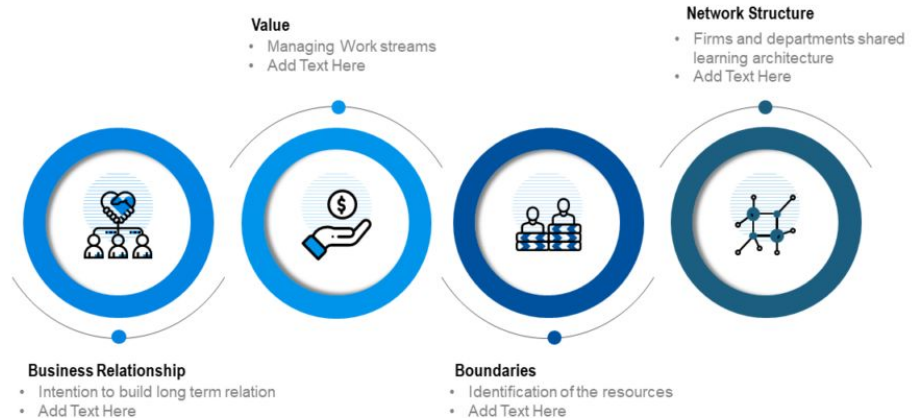 Value
• Managing Work streams
• Add Text Here
Network Structure
• Firms and departments shared
learning architecture
• Add Text Here
$
Business Relationship
• Intention to build long term relation
• Add Text Here
Boundaries
• Identification of the resources
• Add Text Here